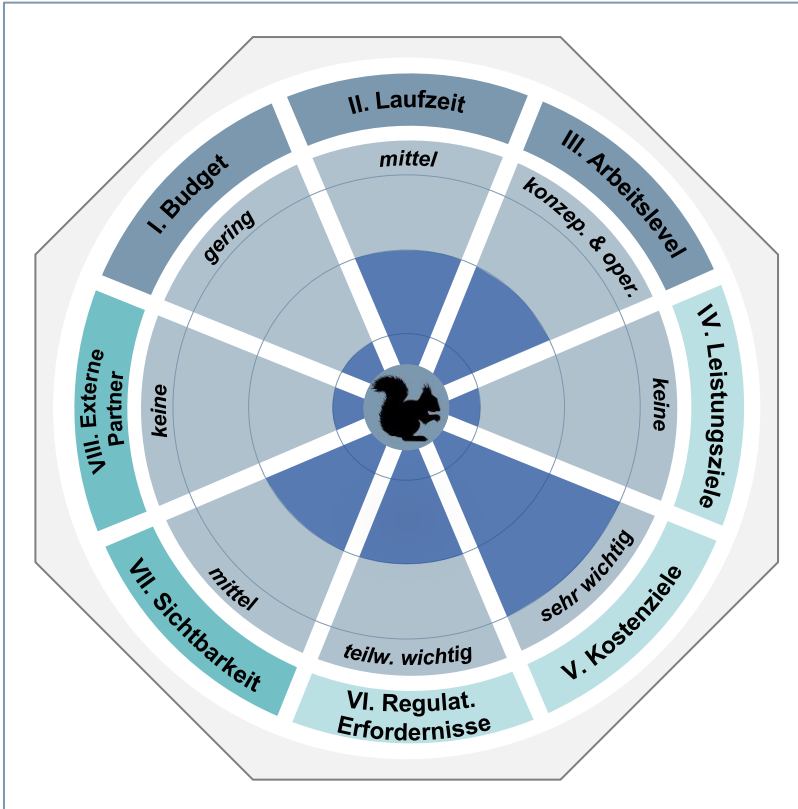 I. Budget
gering
II. Laufzeit
mittel
III. Arbeitslevel
konzep. & oper.
IV. Leistungsziele
keine
V. Kostenziele
sehr wichtig
VI. Regulat.
Erfordernisse
teilw. wichtig
VII. Sichtbarkeit
mittel
VIII. Externe
Partner
keine